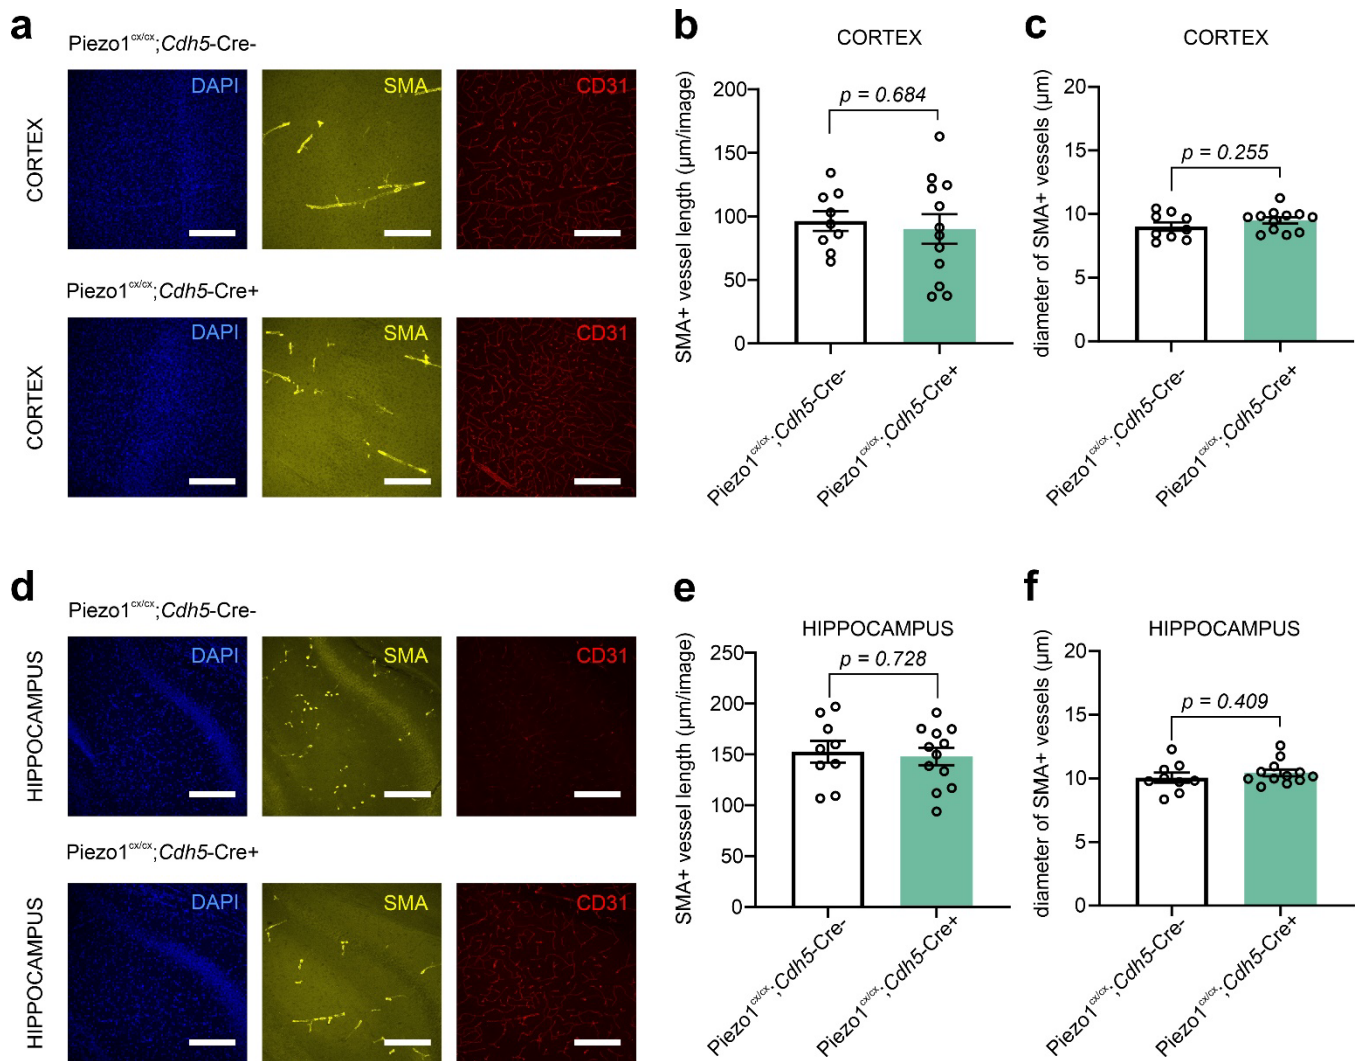 a
Piezo1cx/cx;Cdh5-Cre-
CORTEX
DAPI
SMA
CD31
Piezo1cx/cx;Cdh5-Cre+
CORTEX
DAPI
SMA
CD31
b
CORTEX
p = 0.684
SMA+ vessel length (µm/image)
200
150
100
50
0
Piezo1cx/cx;Cdh5-Cre-
Piezo1cx/cx;Cdh5-Cre+
c
CORTEX
p = 0.255
diameter of SMA+ vessels (µm)
20
15
10
5
0
Piezo1cx/cx;Cdh5-Cre-
Piezo1cx/cx;Cdh5-Cre+
d
Piezo1cx/cx;Cdh5-Cre-
HIPPOCAMPUS
DAPI
SMA
CD31
Piezo1cx/cx;Cdh5-Cre+
HIPPOCAMPUS
DAPI
SMA
CD31
e
HIPPOCAMPUS
p = 0.728
SMA+ vessel length (µm/image)
250
200
150
100
50
0
Piezo1cx/cx;Cdh5-Cre-
Piezo1cx/cx;Cdh5-Cre+
f
HIPPOCAMPUS
p = 0.409
diameter of SMA+ vessels (µm)
20
15
10
5
0
Piezo1cx/cx;Cdh5-Cre-
Piezo1cx/cx;Cdh5-Cre+